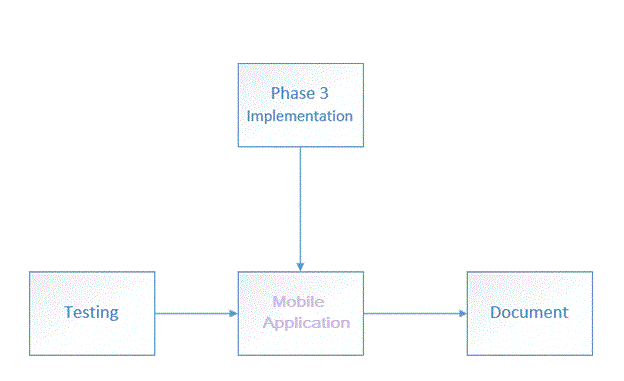 Phase 3
Implementation
Testing
Mobile
Application
Document